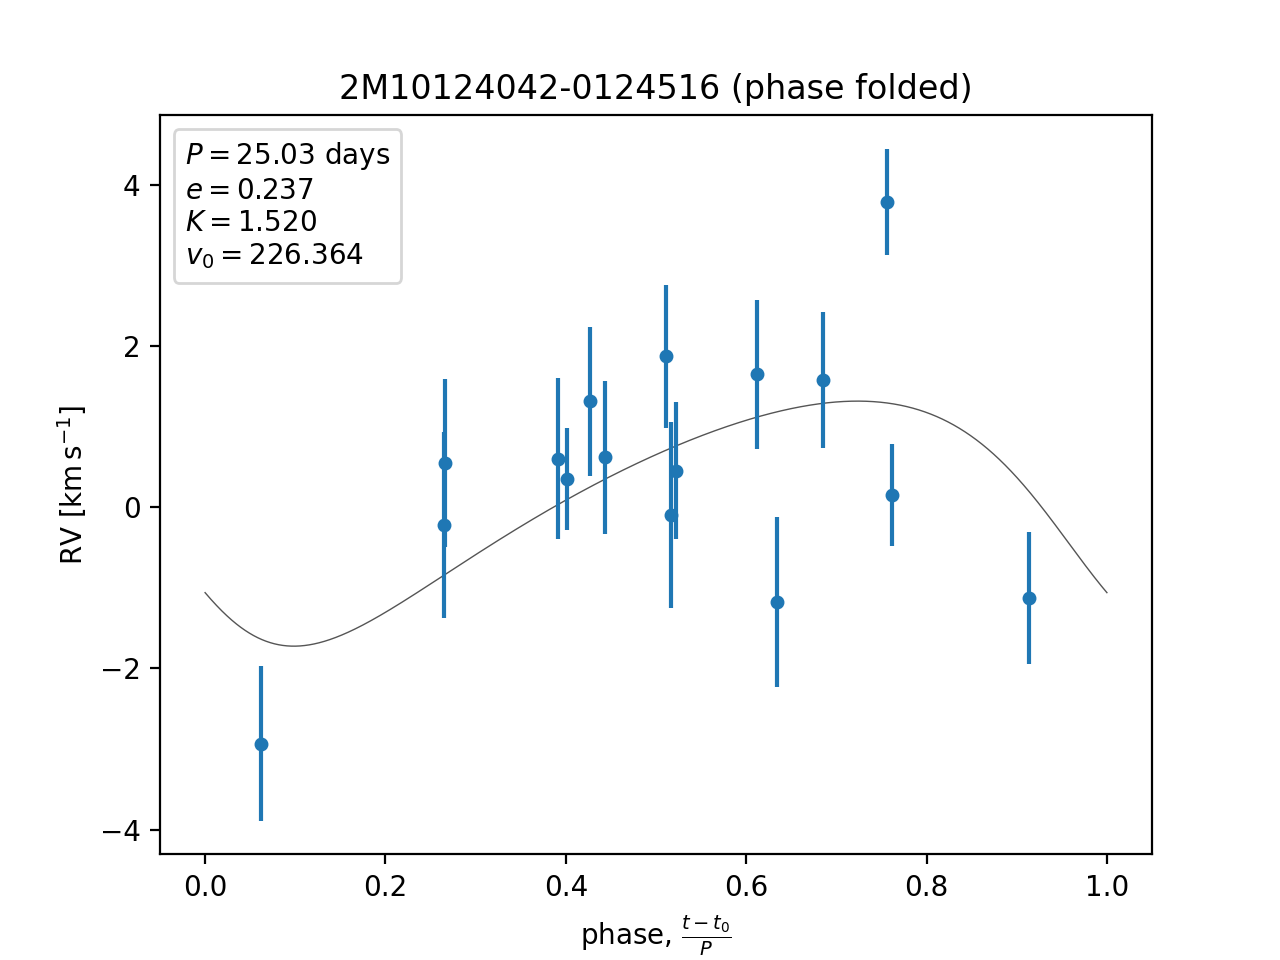 2M10124042-0124516 (phase folded)
P = 25.03 days
e = 0.237
K = 1.520
v₀ = 226.364
RV [km s⁻¹]
4
2
0
−2
−4
0.0 0.2 0.4 0.6 0.8 1.0
phase, (t − t₀)/P